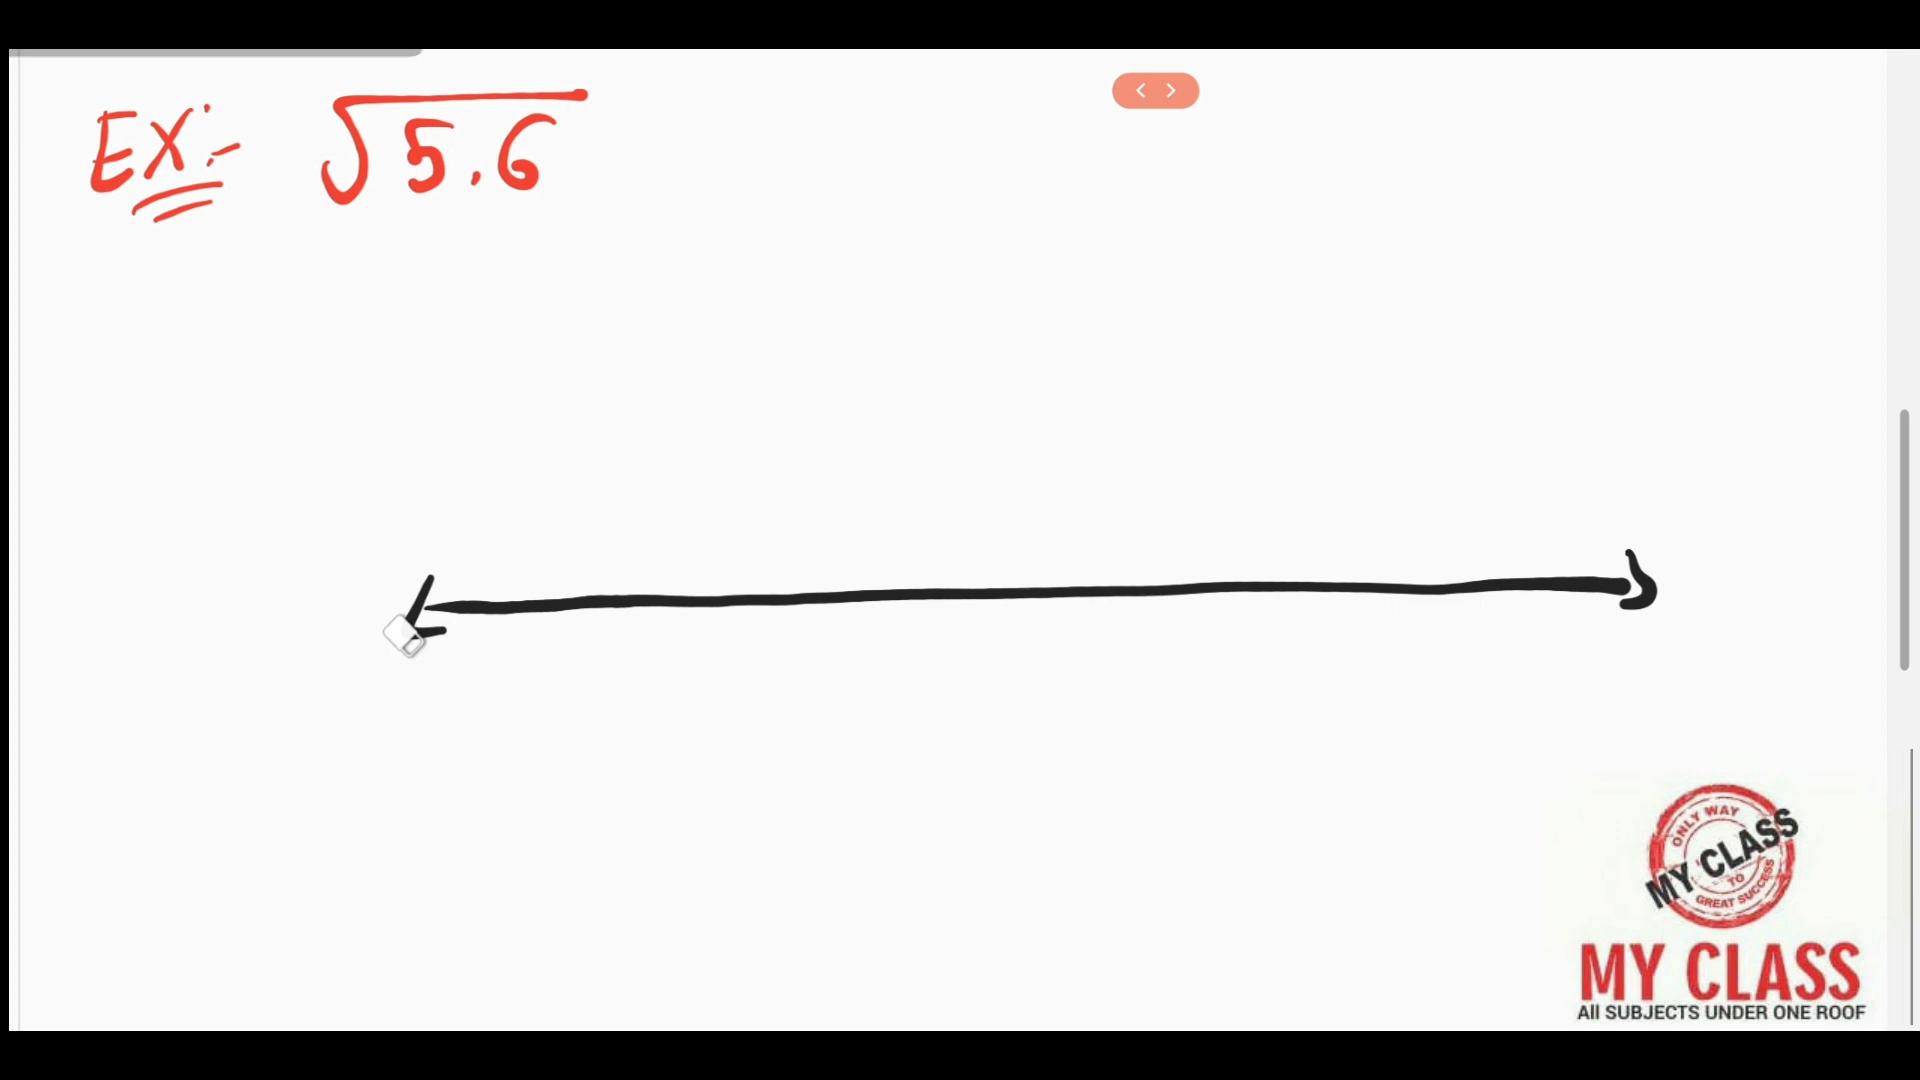 EX:- √5.6
ONLY WAY
MY CLASS
TO
GREAT SUCCESS
MY CLASS
All SUBJECTS UNDER ONE ROOF